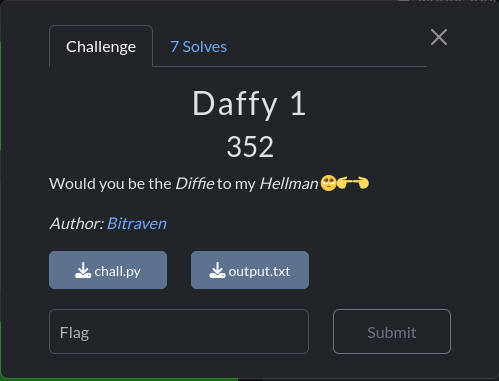 Challenge
7 Solves
Daffy 1
352
Would you be the Diffie to my Hellman🥺👉👈
Author: Bitraven
chall.py
output.txt
Flag
Submit